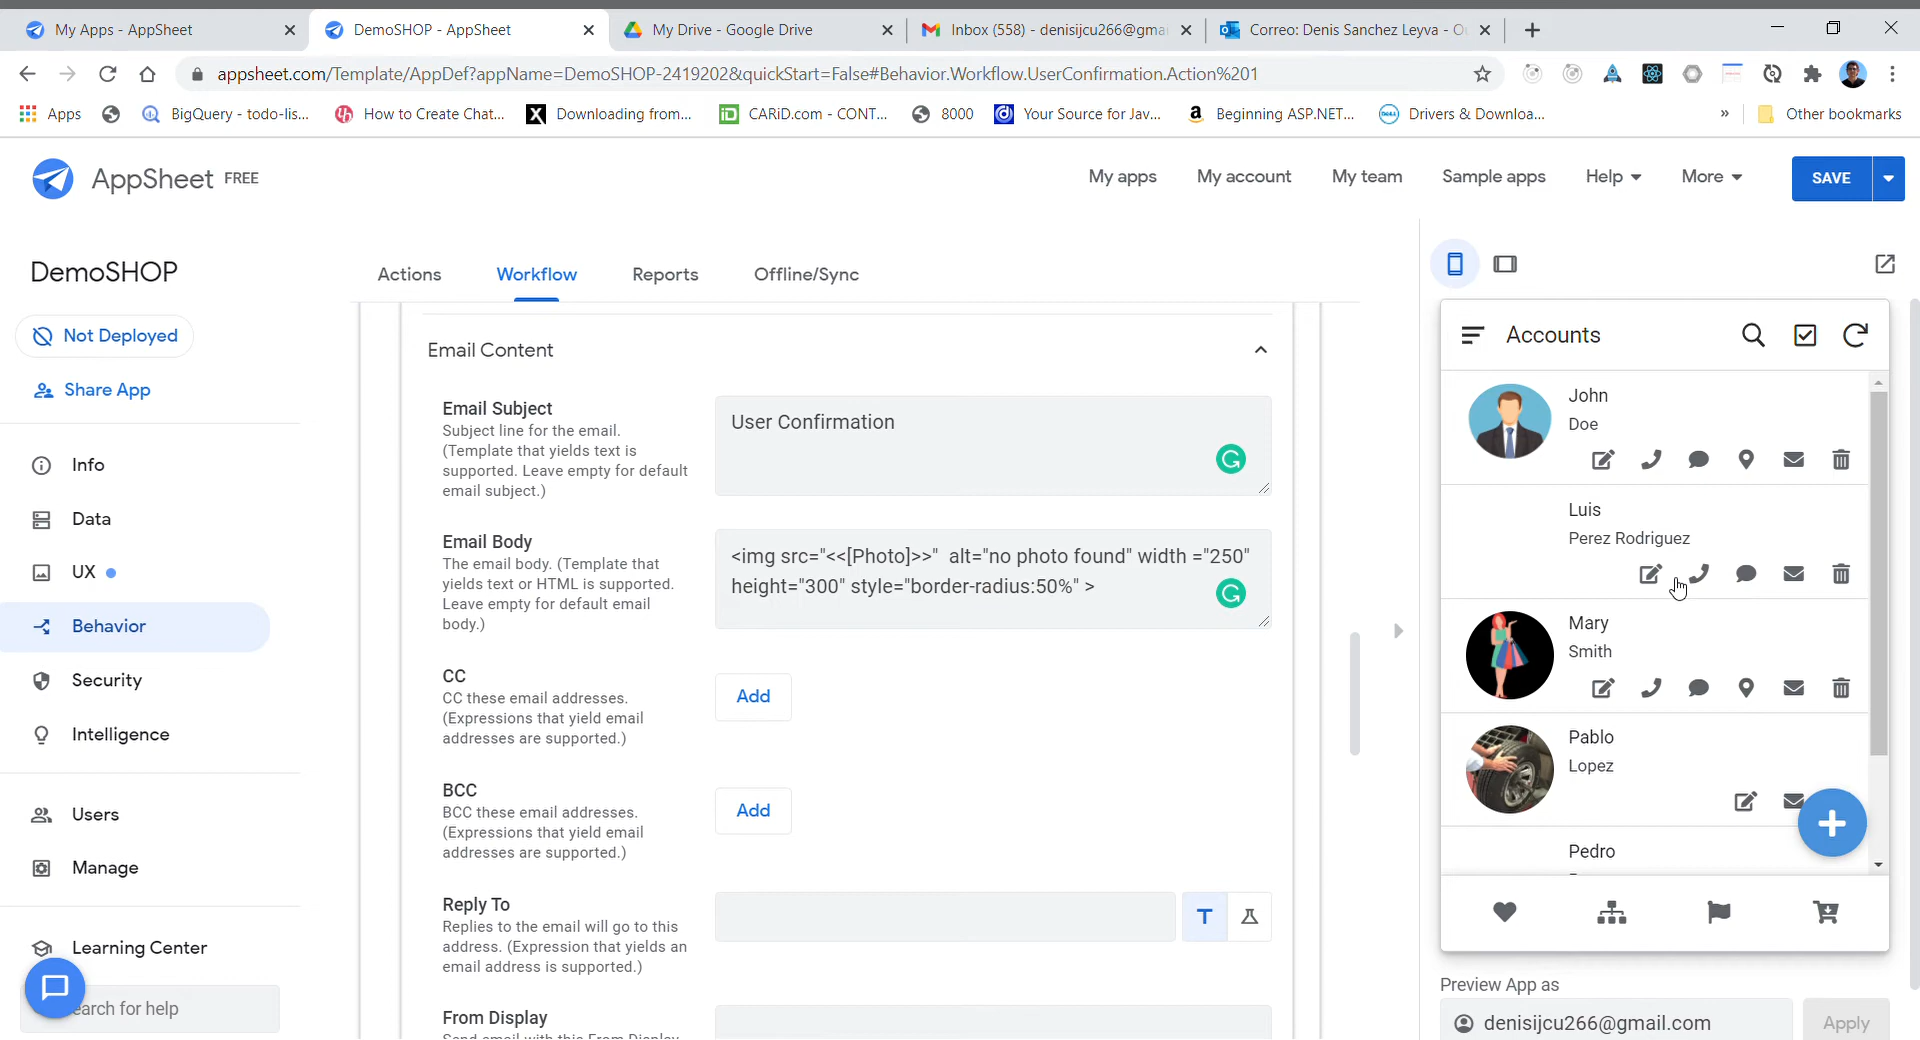 My Apps - AppSheet
DemoSHOP - AppSheet
My Drive - Google Drive
Inbox (558) - denisijcu266@gma
Correo: Denis Sanchez Leyva - O
appsheet.com/Template/AppDef?appName=DemoSHOP-2419202&quickStart=False#Behavior.Workflow.UserConfirmation.Action%201
Apps
BigQuery - todo-lis...
How to Create Chat...
Downloading from...
CARiD.com - CONT...
8000
Your Source for Jav...
Beginning ASP.NET...
Drivers & Downloa...
»
Other bookmarks
AppSheet FREE
My apps
My account
My team
Sample apps
Help
More
SAVE
DemoSHOP
Not Deployed
Share App
Info
Data
UX
Behavior
Security
Intelligence
Users
Manage
Learning Center
earch for help
Actions
Workflow
Reports
Offline/Sync
Email Content
Email Subject
Subject line for the email.
(Template that yields text is
supported. Leave empty for default
email subject.)
User Confirmation
Email Body
The email body. (Template that
yields text or HTML is supported.
Leave empty for default email
body.)
<img src="<<[Photo]>>"  alt="no photo found" width ="250"
height="300" style="border-radius:50%" >
CC
CC these email addresses.
(Expressions that yield email
addresses are supported.)
Add
BCC
BCC these email addresses.
(Expressions that yield email
addresses are supported.)
Add
Reply To
Replies to the email will go to this
address. (Expression that yields an
email address is supported.)
From Display
Send email with this From Display
Accounts
John
Doe
Luis
Perez Rodriguez
Mary
Smith
Pablo
Lopez
Pedro
Preview App as
denisijcu266@gmail.com
Apply